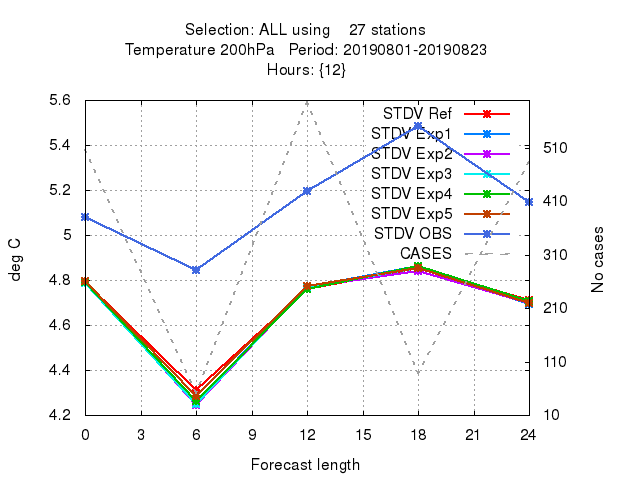 Selection: ALL using    27 stations
Temperature 200hPa   Period: 20190801-20190823
Hours: {12}
5.6
5.4
5.2
5
4.8
4.6
4.4
4.2
deg C
STDV Ref
STDV Exp1
STDV Exp2
STDV Exp3
STDV Exp4
STDV Exp5
STDV OBS
CASES
510
410
310
210
110
10
No cases
0 3 6 9 12 15 18 21 24
Forecast length